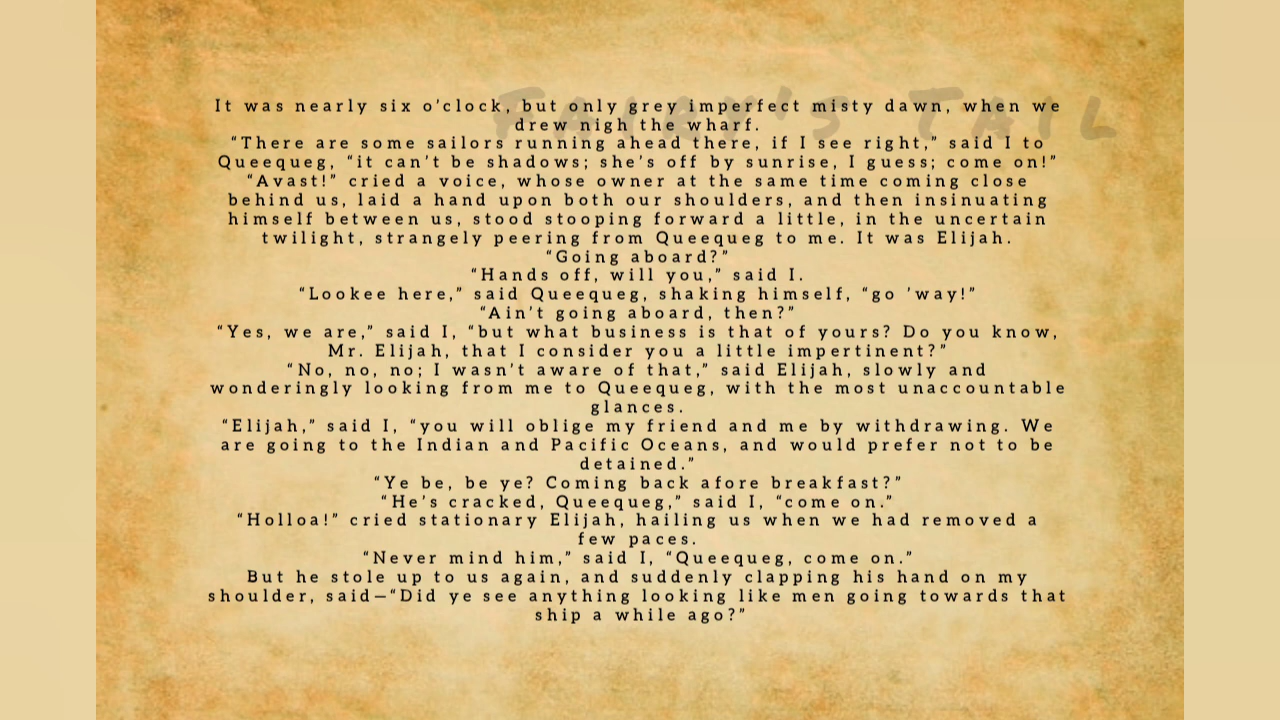 Fairy's Tail
It was nearly six o’clock, but only grey imperfect misty dawn, when we
drew nigh the wharf.
“There are some sailors running ahead there, if I see right,” said I to
Queequeg, “it can’t be shadows; she’s off by sunrise, I guess; come on!”
“Avast!” cried a voice, whose owner at the same time coming close
behind us, laid a hand upon both our shoulders, and then insinuating
himself between us, stood stooping forward a little, in the uncertain
twilight, strangely peering from Queequeg to me. It was Elijah.
“Going aboard?”
“Hands off, will you,” said I.
“Lookee here,” said Queequeg, shaking himself, “go ’way!”
“Ain’t going aboard, then?”
“Yes, we are,” said I, “but what business is that of yours? Do you know,
Mr. Elijah, that I consider you a little impertinent?”
“No, no, no; I wasn’t aware of that,” said Elijah, slowly and
wonderingly looking from me to Queequeg, with the most unaccountable
glances.
“Elijah,” said I, “you will oblige my friend and me by withdrawing. We
are going to the Indian and Pacific Oceans, and would prefer not to be
detained.”
“Ye be, be ye? Coming back afore breakfast?”
“He’s cracked, Queequeg,” said I, “come on.”
“Holloa!” cried stationary Elijah, hailing us when we had removed a
few paces.
“Never mind him,” said I, “Queequeg, come on.”
But he stole up to us again, and suddenly clapping his hand on my
shoulder, said—“Did ye see anything looking like men going towards that
ship a while ago?”